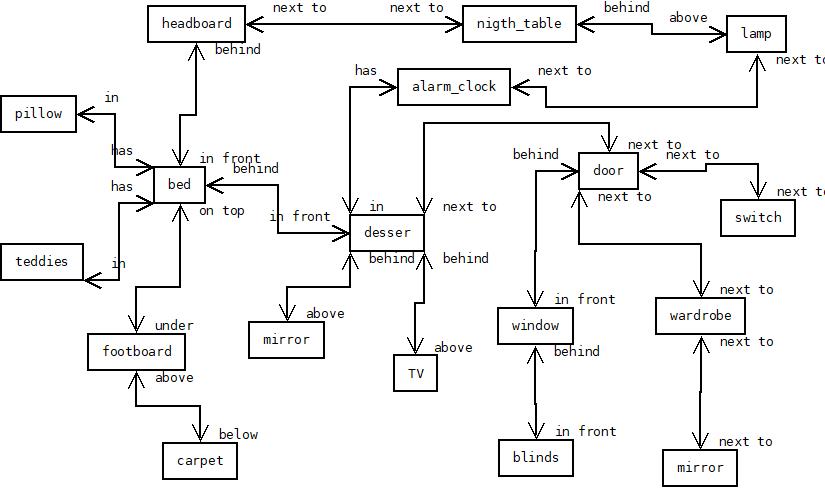 next to
next to
behind
above
headboard
nigth_table
lamp
behind
next to
has
next to
alarm_clock
in
pillow
has
in front
behind
behind
next to
next to
door
has
bed
on top
in front
in
next to
next to
next to
switch
desser
teddies
in
behind
behind
in front
next to
under
above
window
wardrobe
footboard
mirror
above
behind
next to
above
TV
below
in front
next to
carpet
blinds
mirror